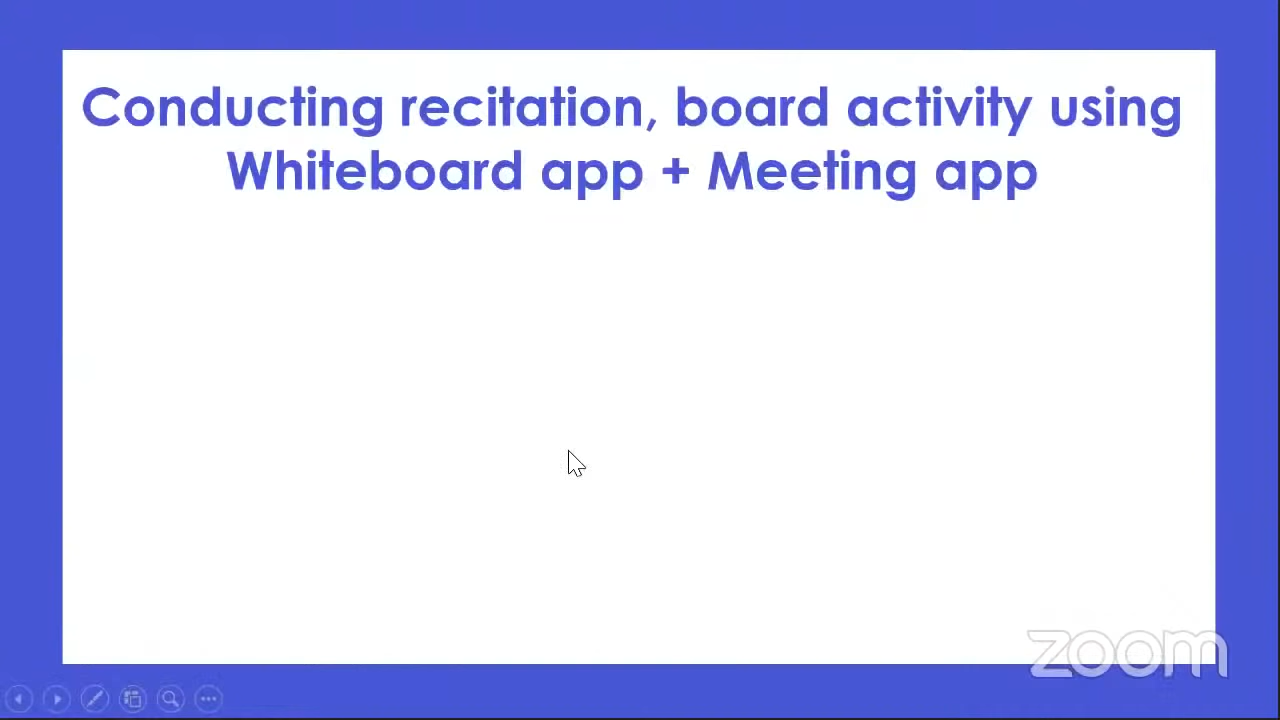 Conducting recitation, board activity using
Whiteboard app + Meeting app
zoom